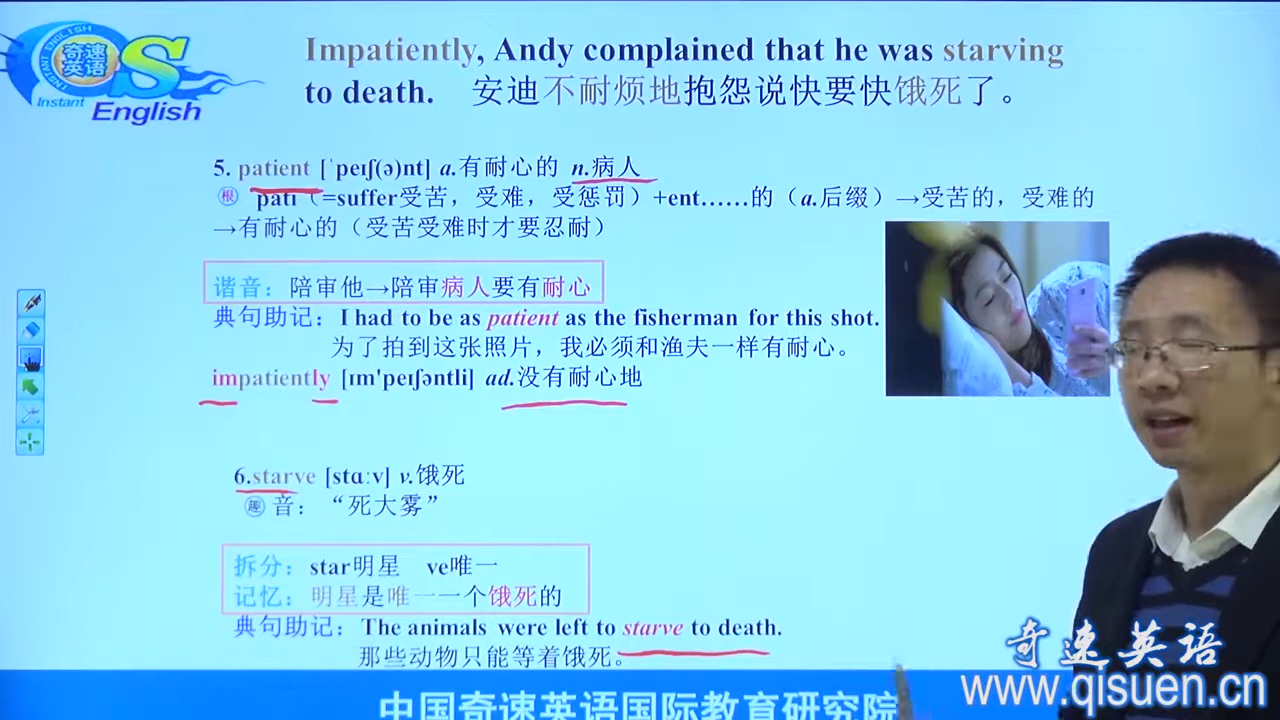 INSTANT ENGLISH
奇速
英语
S
Instant
English
Impatiently, Andy complained that he was starving
to death. 安迪不耐烦地抱怨说快要快饿死了。
5. patient [ˈpeɪʃ(ə)nt] a.有耐心的 n.病人
根 pati（=suffer受苦，受难，受惩罚）+ent……的（a.后缀）→受苦的，受难的
→有耐心的（受苦受难时才要忍耐）
谐音：陪审他→陪审病人要有耐心
典句助记：I had to be as patient as the fisherman for this shot.
为了拍到这张照片，我必须和渔夫一样有耐心。
impatiently [ɪm'peɪʃəntli] ad.没有耐心地
6.starve [stɑːv] v.饿死
趣音：“死大雾”
拆分：star明星 ve唯一
记忆：明星是唯一一个饿死的
典句助记：The animals were left to starve to death.
那些动物只能等着饿死。
奇速英语
www.qisuen.cn
中国奇速英语国际教育研究院